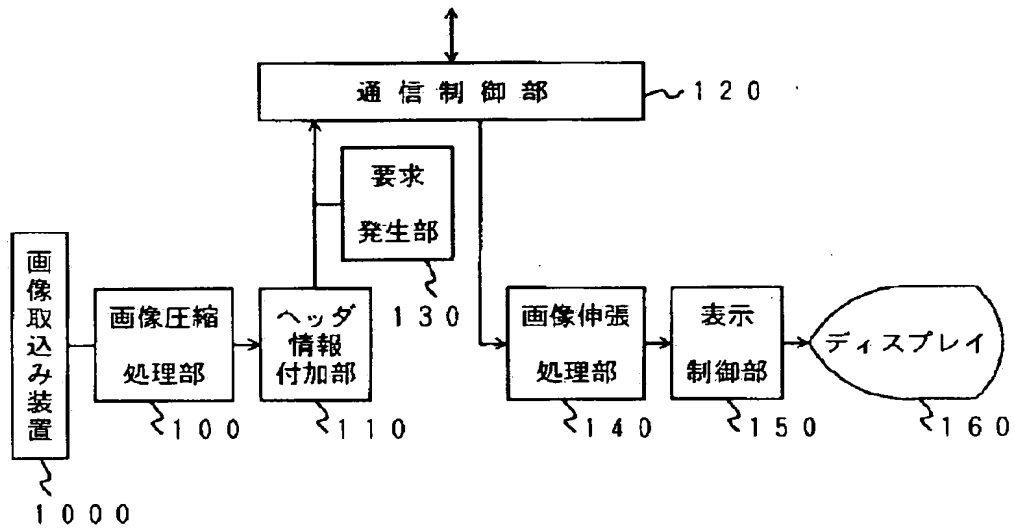 通信制御部
120
要求
発生部
130
画像取込み装置
1000
画像圧縮
処理部
100
ヘッダ
情報
付加部
110
画像伸張
処理部
140
表示
制御部
150
ディスプレイ
160